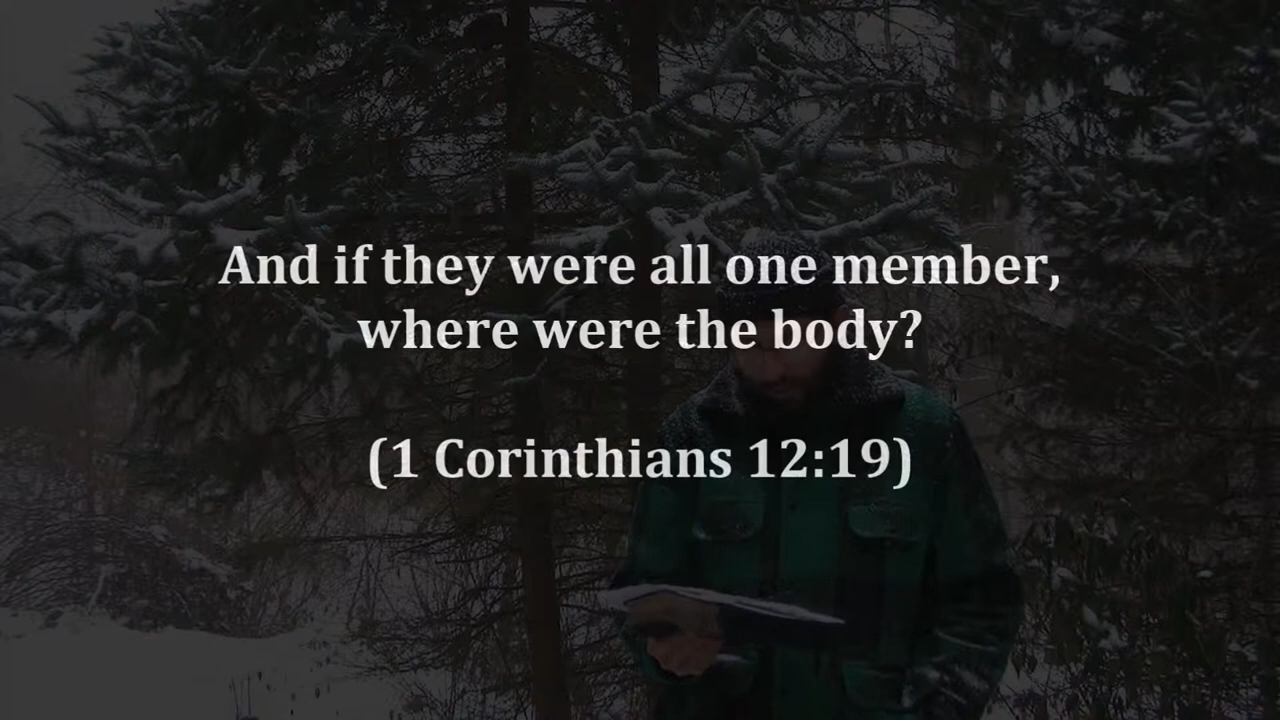 And if they were all one member,
where were the body?
(1 Corinthians 12:19)